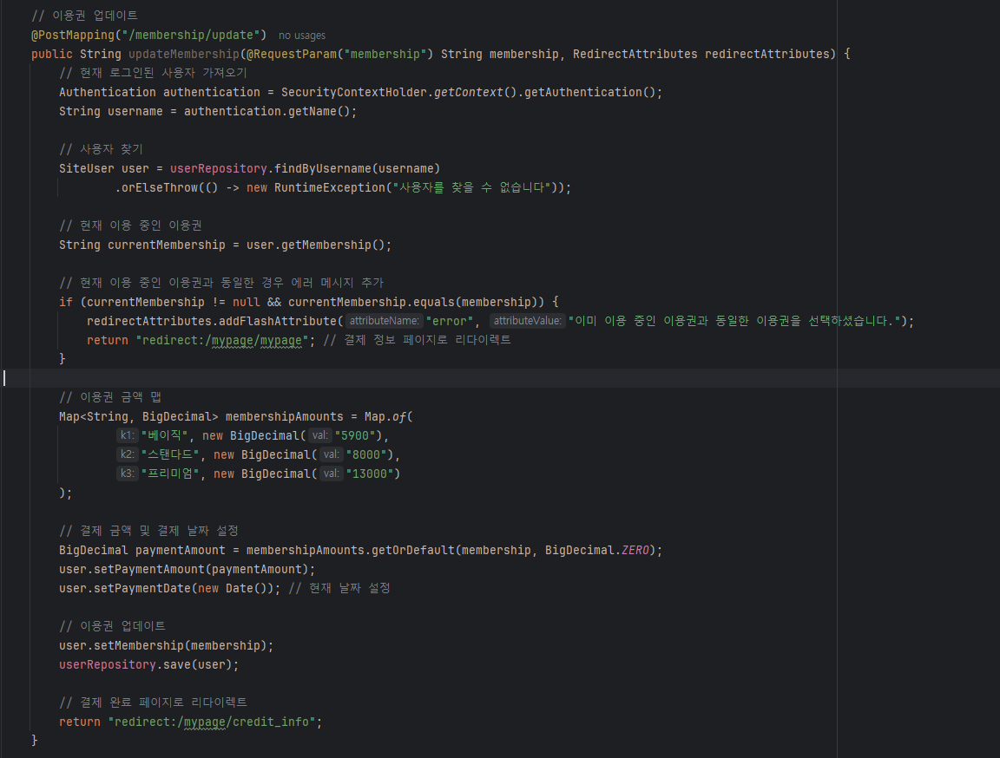 // 이용권 업데이트
@PostMapping("/membership/update") no usages
public String updateMembership(@RequestParam("membership") String membership, RedirectAttributes redirectAttributes) {
// 현재 로그인된 사용자 가져오기
Authentication authentication = SecurityContextHolder.getContext().getAuthentication();
String username = authentication.getName();
// 사용자 찾기
SiteUser user = userRepository.findByUsername(username)
.orElseThrow(() -> new RuntimeException("사용자를 찾을 수 없습니다"));
// 현재 이용 중인 이용권
String currentMembership = user.getMembership();
// 현재 이용 중인 이용권과 동일한 경우 에러 메시지 추가
if (currentMembership != null && currentMembership.equals(membership)) {
redirectAttributes.addFlashAttribute( attributeName: "error", attributeValue: "이미 이용 중인 이용권과 동일한 이용권을 선택하셨습니다.");
return "redirect:/mypage/mypage"; // 결제 정보 페이지로 리다이렉트
}
// 이용권 금액 맵
Map<String, BigDecimal> membershipAmounts = Map.of(
k1: "베이직", new BigDecimal( val: "5900"),
k2: "스탠다드", new BigDecimal( val: "8000"),
k3: "프리미엄", new BigDecimal( val: "13000")
);
// 결제 금액 및 결제 날짜 설정
BigDecimal paymentAmount = membershipAmounts.getOrDefault(membership, BigDecimal.ZERO);
user.setPaymentAmount(paymentAmount);
user.setPaymentDate(new Date()); // 현재 날짜 설정
// 이용권 업데이트
user.setMembership(membership);
userRepository.save(user);
// 결제 완료 페이지로 리다이렉트
return "redirect:/mypage/credit_info";
}